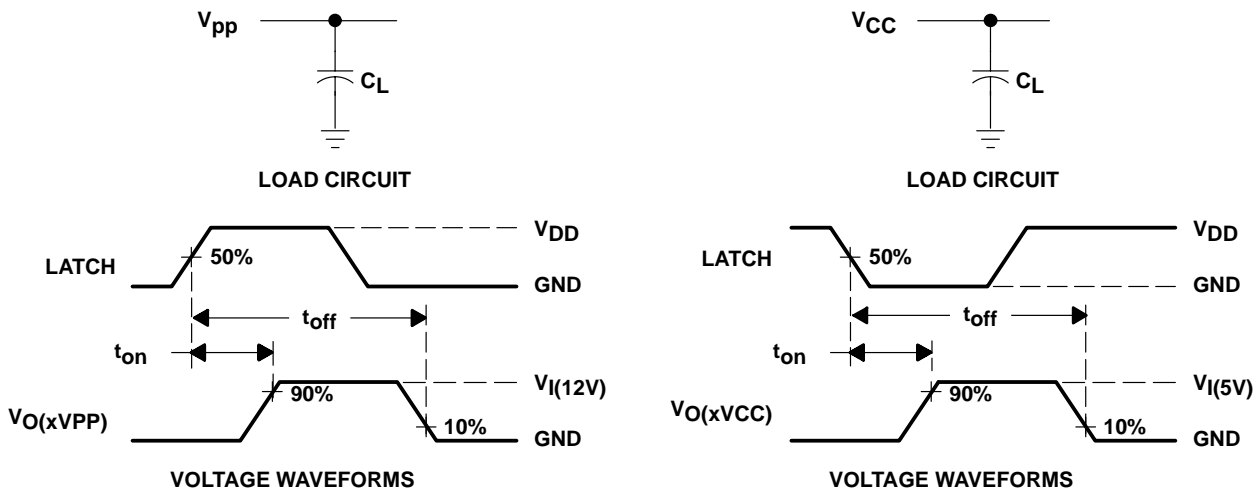 Vpp
CL
LOAD CIRCUIT
VDD
LATCH
50%
GND
toff
ton
VI(12V)
90%
VO(xVPP)
10%
GND
VOLTAGE WAVEFORMS
VCC
CL
LOAD CIRCUIT
VDD
LATCH
50%
GND
toff
ton
VI(5V)
90%
VO(xVCC)
10%
GND
VOLTAGE WAVEFORMS